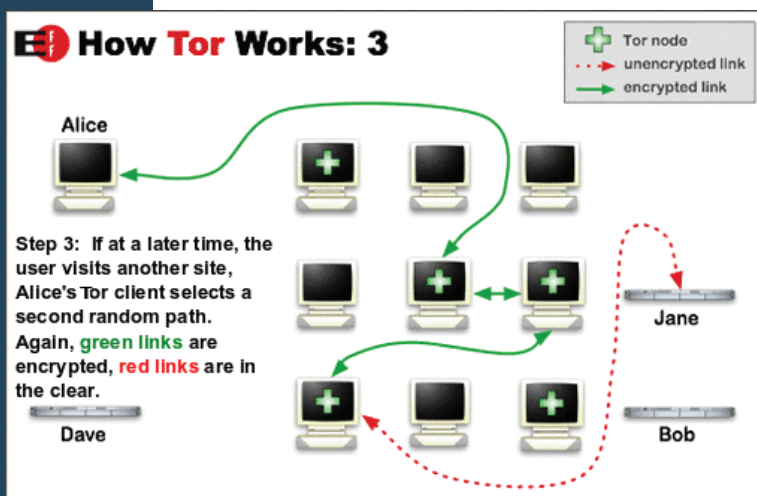 EFF How Tor Works: 3
Tor node
unencrypted link
encrypted link
Alice
Step 3: If at a later time, the
user visits another site,
Alice's Tor client selects a
second random path.
Again, green links are
encrypted, red links are in
the clear.
Jane
Dave
Bob